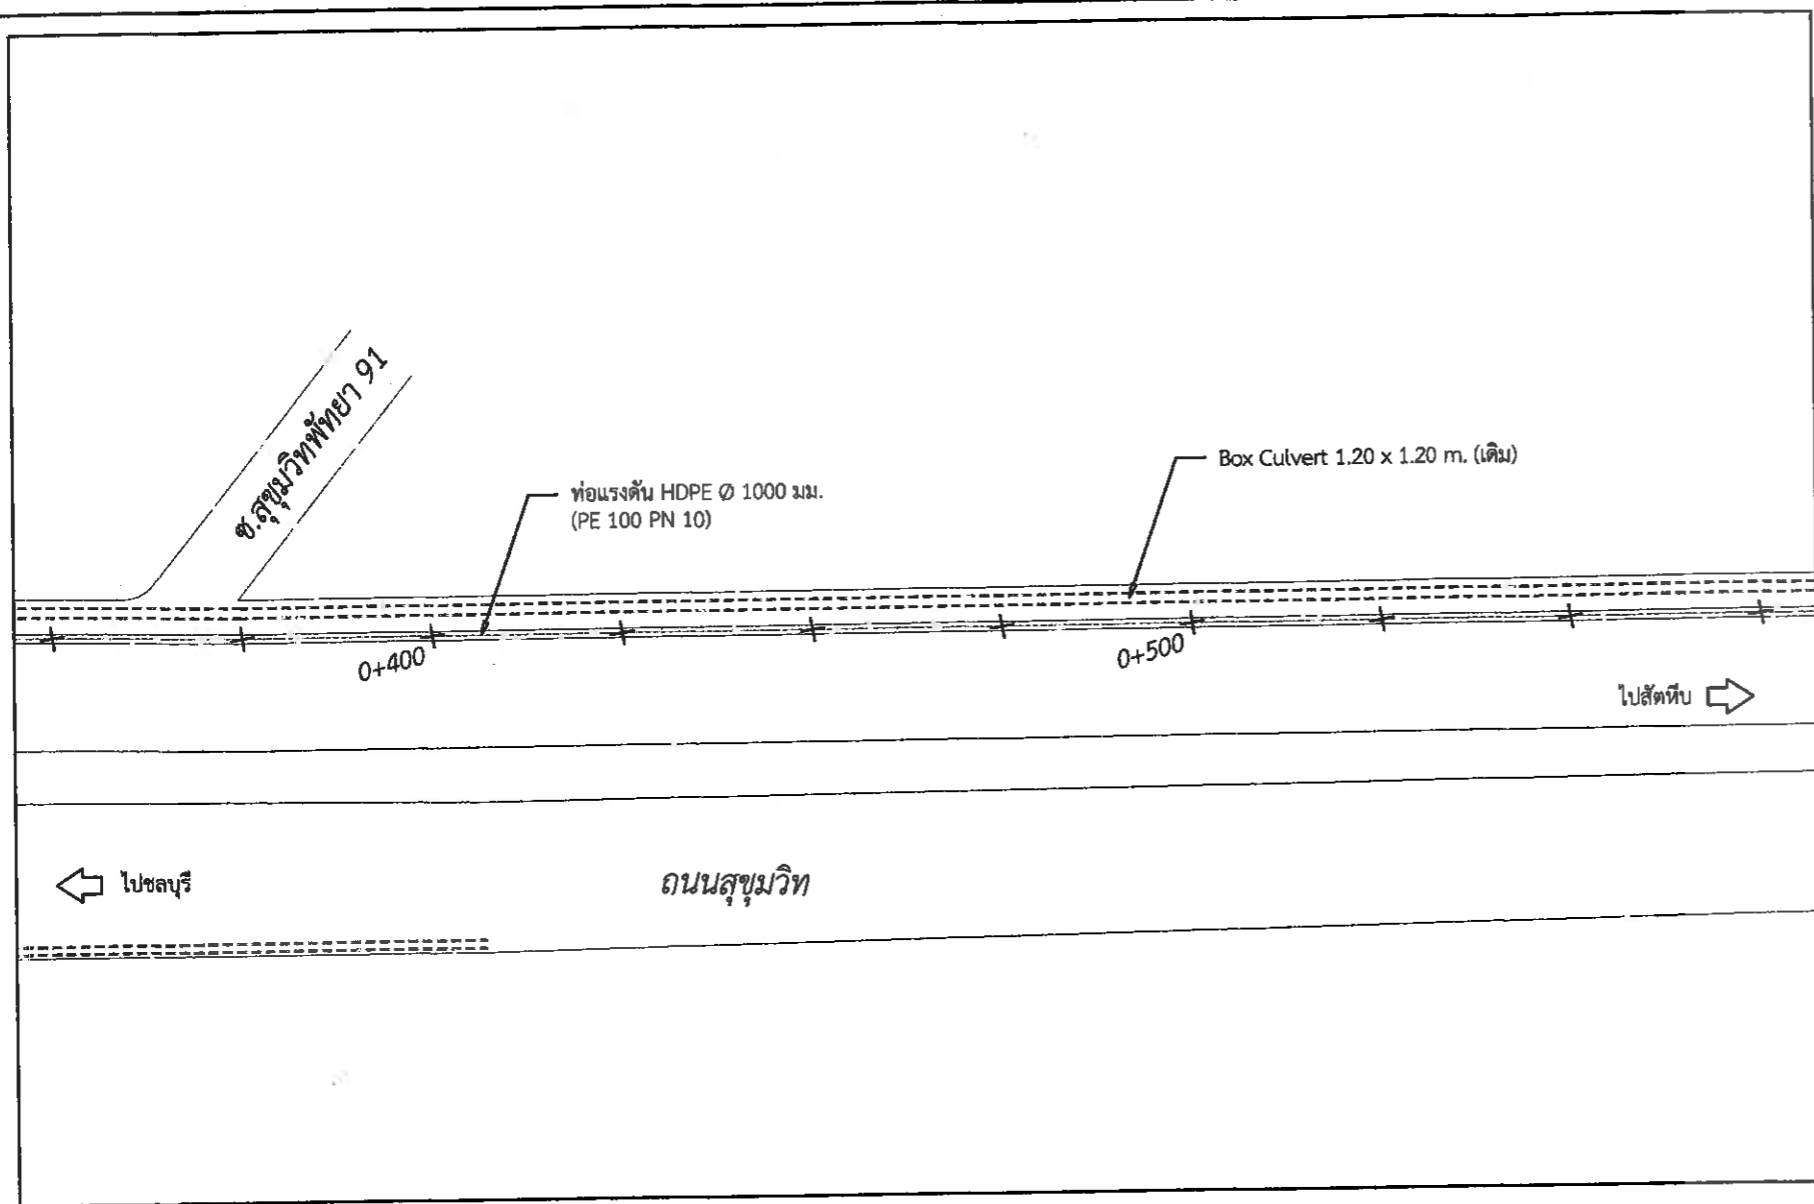 ซ.สุขุมวิทพัทยา 91
ท่อแรงดัน HDPE Ø 1000 มม.
(PE 100 PN 10)
Box Culvert 1.20 x 1.20 m. (เดิม)
0+400
0+500
ไปสัตหีบ
ไปชลบุรี
ถนนสุขุมวิท